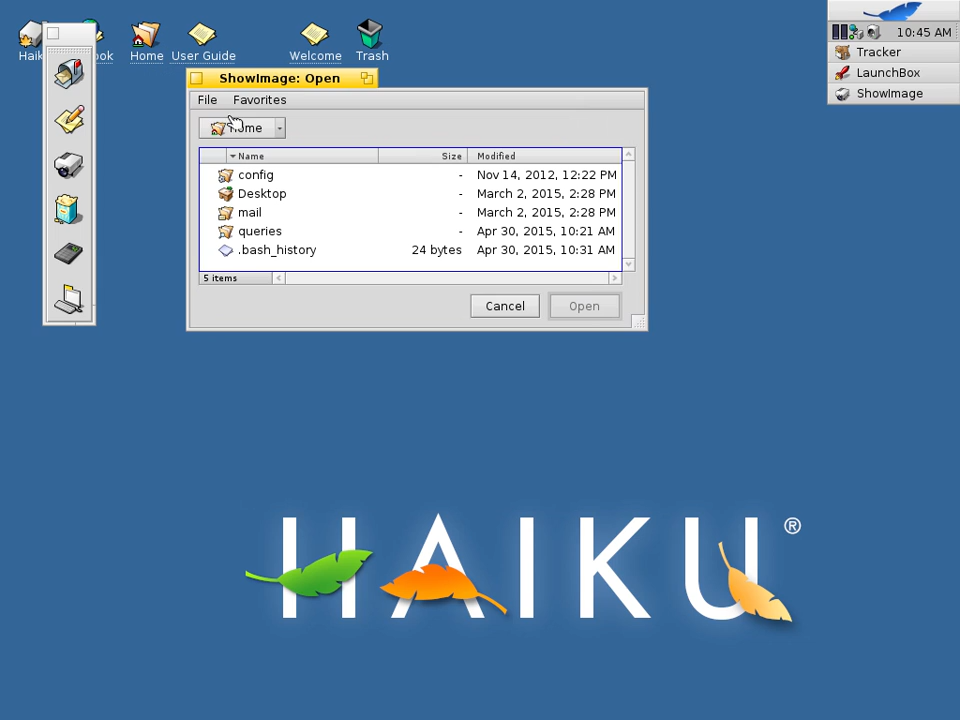 Haik
ook
Home
User Guide
Welcome
Trash
10:45 AM
Tracker
LaunchBox
ShowImage
ShowImage: Open
File Favorites
Home
Name Size Modified
config - Nov 14, 2012, 12:22 PM
Desktop - March 2, 2015, 2:28 PM
mail - March 2, 2015, 2:28 PM
queries - Apr 30, 2015, 10:21 AM
.bash_history 24 bytes Apr 30, 2015, 10:31 AM
5 items
Cancel Open
HAIKU®